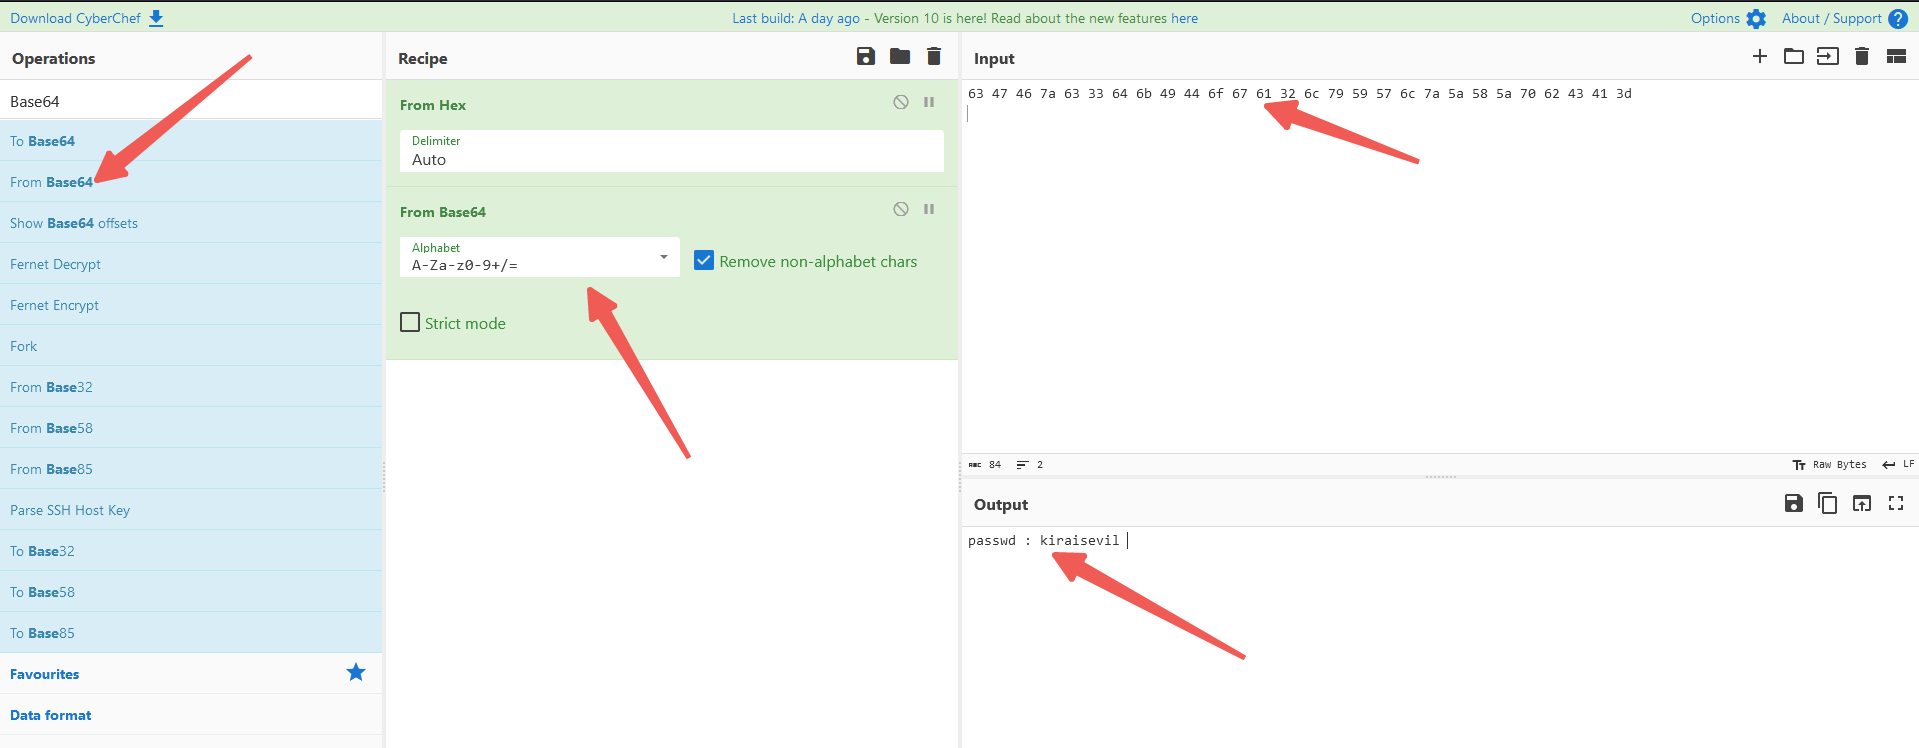 Download CyberChef
Last build: A day ago - Version 10 is here! Read about the new features here
Options
About / Support
Operations
Base64
To Base64
From Base64
Show Base64 offsets
Fernet Decrypt
Fernet Encrypt
Fork
From Base32
From Base58
From Base85
Parse SSH Host Key
To Base32
To Base58
To Base85
Favourites
Data format
Recipe
From Hex
Delimiter
Auto
From Base64
Alphabet
A-Za-z0-9+/=
Remove non-alphabet chars
Strict mode
Input
63 47 46 7a 63 33 64 6b 49 44 6f 67 61 32 6c 79 59 57 6c 7a 5a 58 5a 70 62 43 41 3d
ABC 84 2
Tт Raw Bytes LF
Output
passwd : kiraisevil